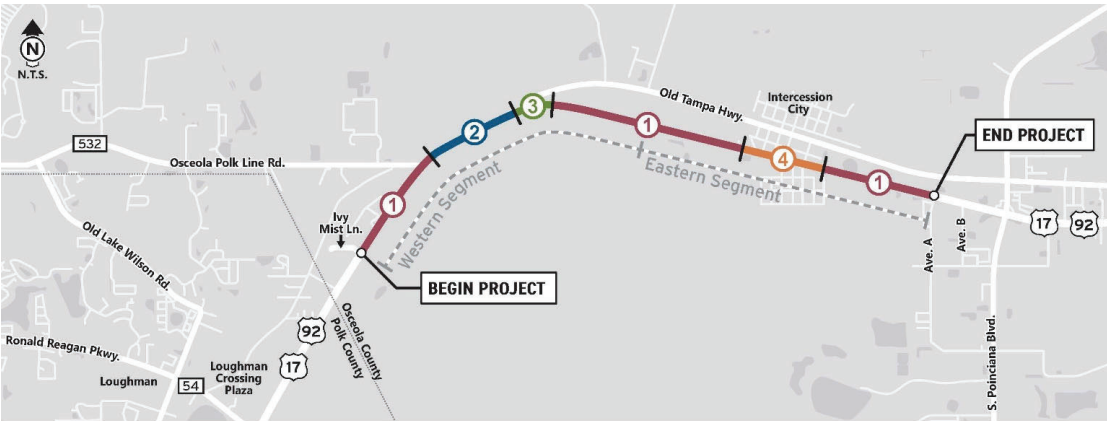 N
N.T.S.
532
Osceola Polk Line Rd.
Old Lake Wilson Rd.
Ronald Reagan Pkwy.
Loughman
54
Loughman
Crossing
Plaza
17
92
Osceola County
Polk County
Ivy
Mist Ln.
BEGIN PROJECT
1
2
3
1
4
1
Western Segment
Eastern Segment
Old Tampa Hwy.
Intercession
City
END PROJECT
17
92
Ave. A
Ave. B
S. Poinciana Blvd.